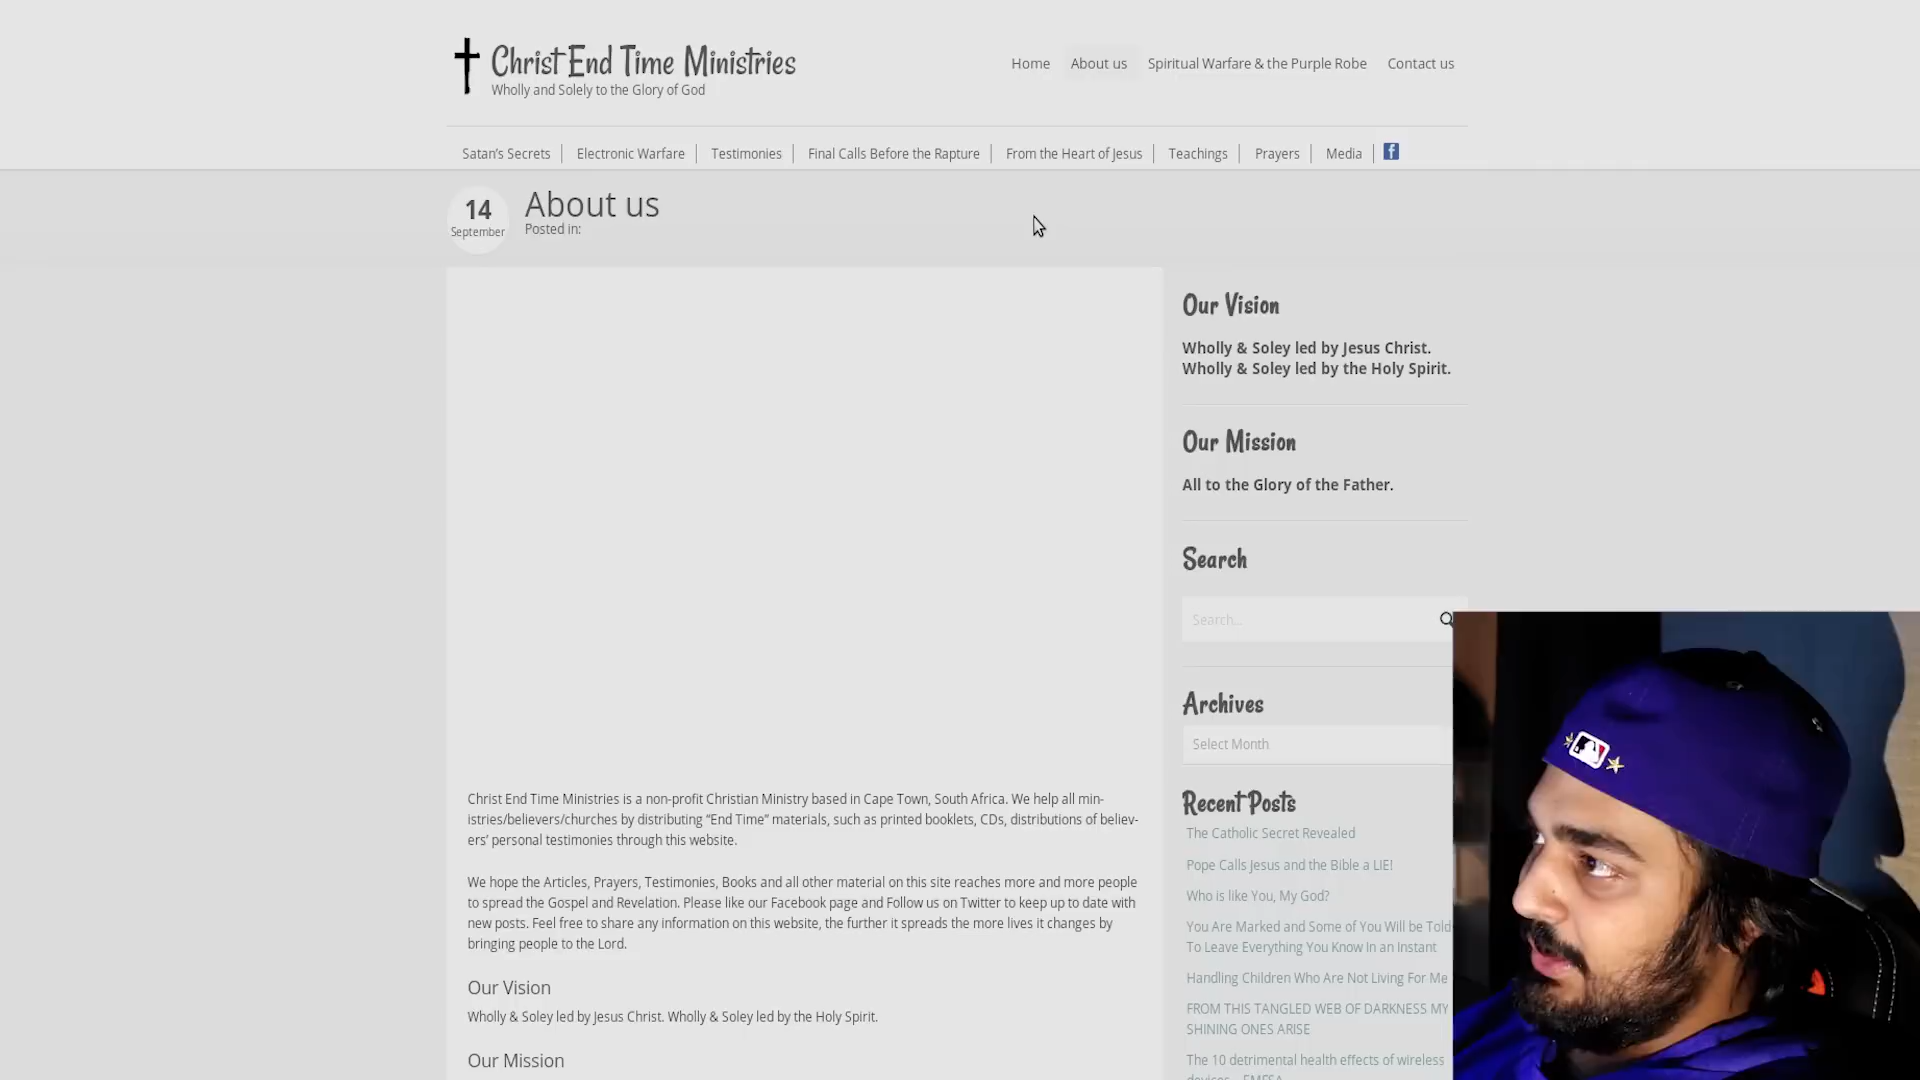 Christ End Time Ministries
Wholly and Solely to the Glory of God
Home
About us
Spiritual Warfare & the Purple Robe
Contact us
Satan's Secrets
Electronic Warfare
Testimonies
Final Calls Before the Rapture
From the Heart of Jesus
Teachings
Prayers
Media
14
September
About us
Posted in:
Christ End Time Ministries is a non-profit Christian Ministry based in Cape Town, South Africa. We help all min-
istries/believers/churches by distributing “End Time” materials, such as printed booklets, CDs, distributions of believ-
ers’ personal testimonies through this website.
We hope the Articles, Prayers, Testimonies, Books and all other material on this site reaches more and more people
to spread the Gospel and Revelation. Please like our Facebook page and Follow us on Twitter to keep up to date with
new posts. Feel free to share any information on this website, the further it spreads the more lives it changes by
bringing people to the Lord.
Our Vision
Wholly & Soley led by Jesus Christ. Wholly & Soley led by the Holy Spirit.
Our Mission
Our Vision
Wholly & Soley led by Jesus Christ.
Wholly & Soley led by the Holy Spirit.
Our Mission
All to the Glory of the Father.
Search
Search...
Archives
Select Month
Recent Posts
The Catholic Secret Revealed
Pope Calls Jesus and the Bible a LIE!
Who is like You, My God?
You Are Marked and Some of You Will be Told
To Leave Everything You Know In an Instant
Handling Children Who Are Not Living For Me
FROM THIS TANGLED WEB OF DARKNESS MY
SHINING ONES ARISE
The 10 detrimental health effects of wireless
devices – EMFSA